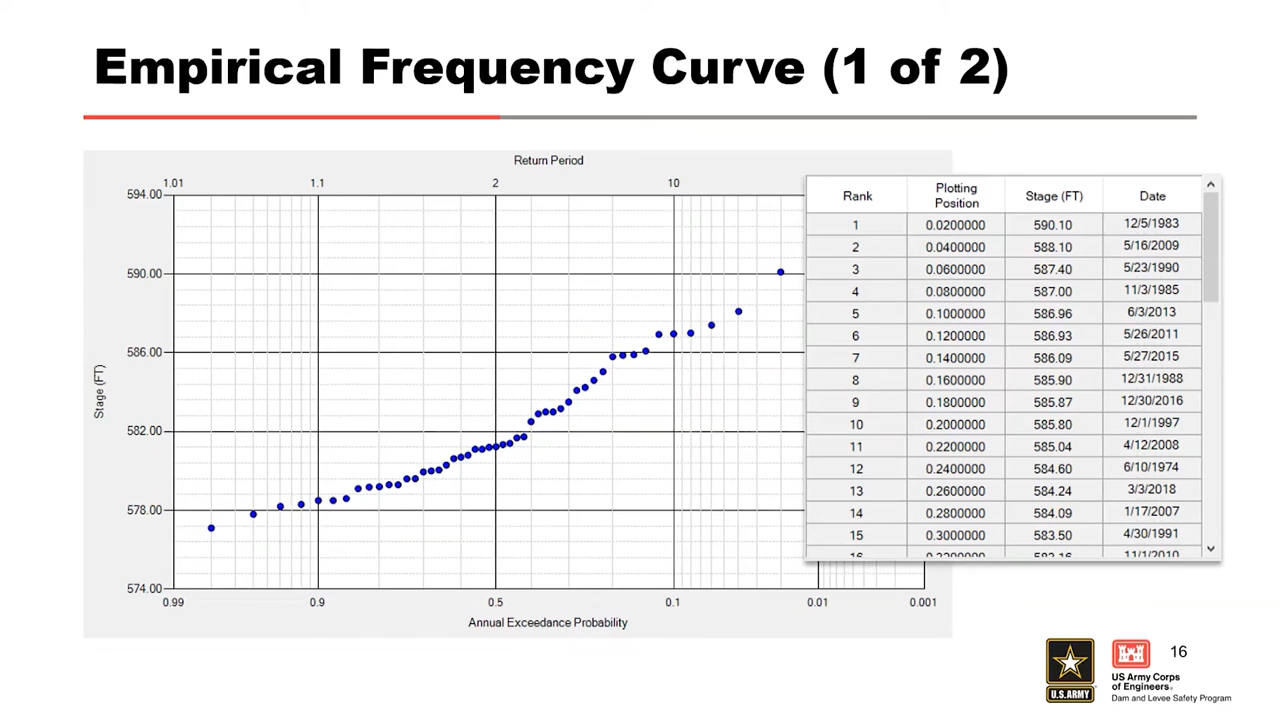 Empirical Frequency Curve (1 of 2)
Return Period
1.01 1.1 2 10
594.00
590.00
586.00
582.00
578.00
574.00
Stage (FT)
0.99 0.9 0.5 0.1 0.01 0.001
Annual Exceedance Probability
Rank Plotting Position Stage (FT) Date
1 0.0200000 590.10 12/5/1983
2 0.0400000 588.10 5/16/2009
3 0.0600000 587.40 5/23/1990
4 0.0800000 587.00 11/3/1985
5 0.1000000 586.96 6/3/2013
6 0.1200000 586.93 5/26/2011
7 0.1400000 586.09 5/27/2015
8 0.1600000 585.90 12/31/1988
9 0.1800000 585.87 12/30/2016
10 0.2000000 585.80 12/1/1997
11 0.2200000 585.04 4/12/2008
12 0.2400000 584.60 6/10/1974
13 0.2600000 584.24 3/3/2018
14 0.2800000 584.09 1/17/2007
15 0.3000000 583.50 4/30/1991
16 0.3200000 583.16 11/1/2010
U.S.ARMY
US Army Corps
of Engineers®
Dam and Levee Safety Program
16